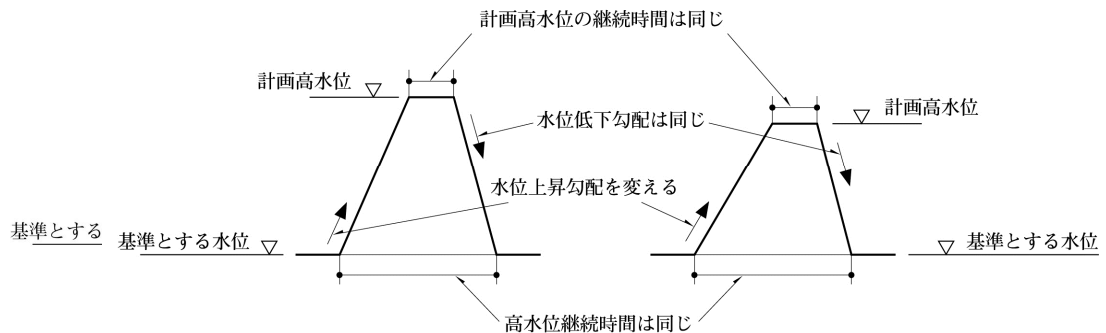 計画高水位の継続時間は同じ
計画高水位
計画高水位
水位低下勾配は同じ
水位上昇勾配を変える
基準とする
基準とする水位
基準とする水位
高水位継続時間は同じ